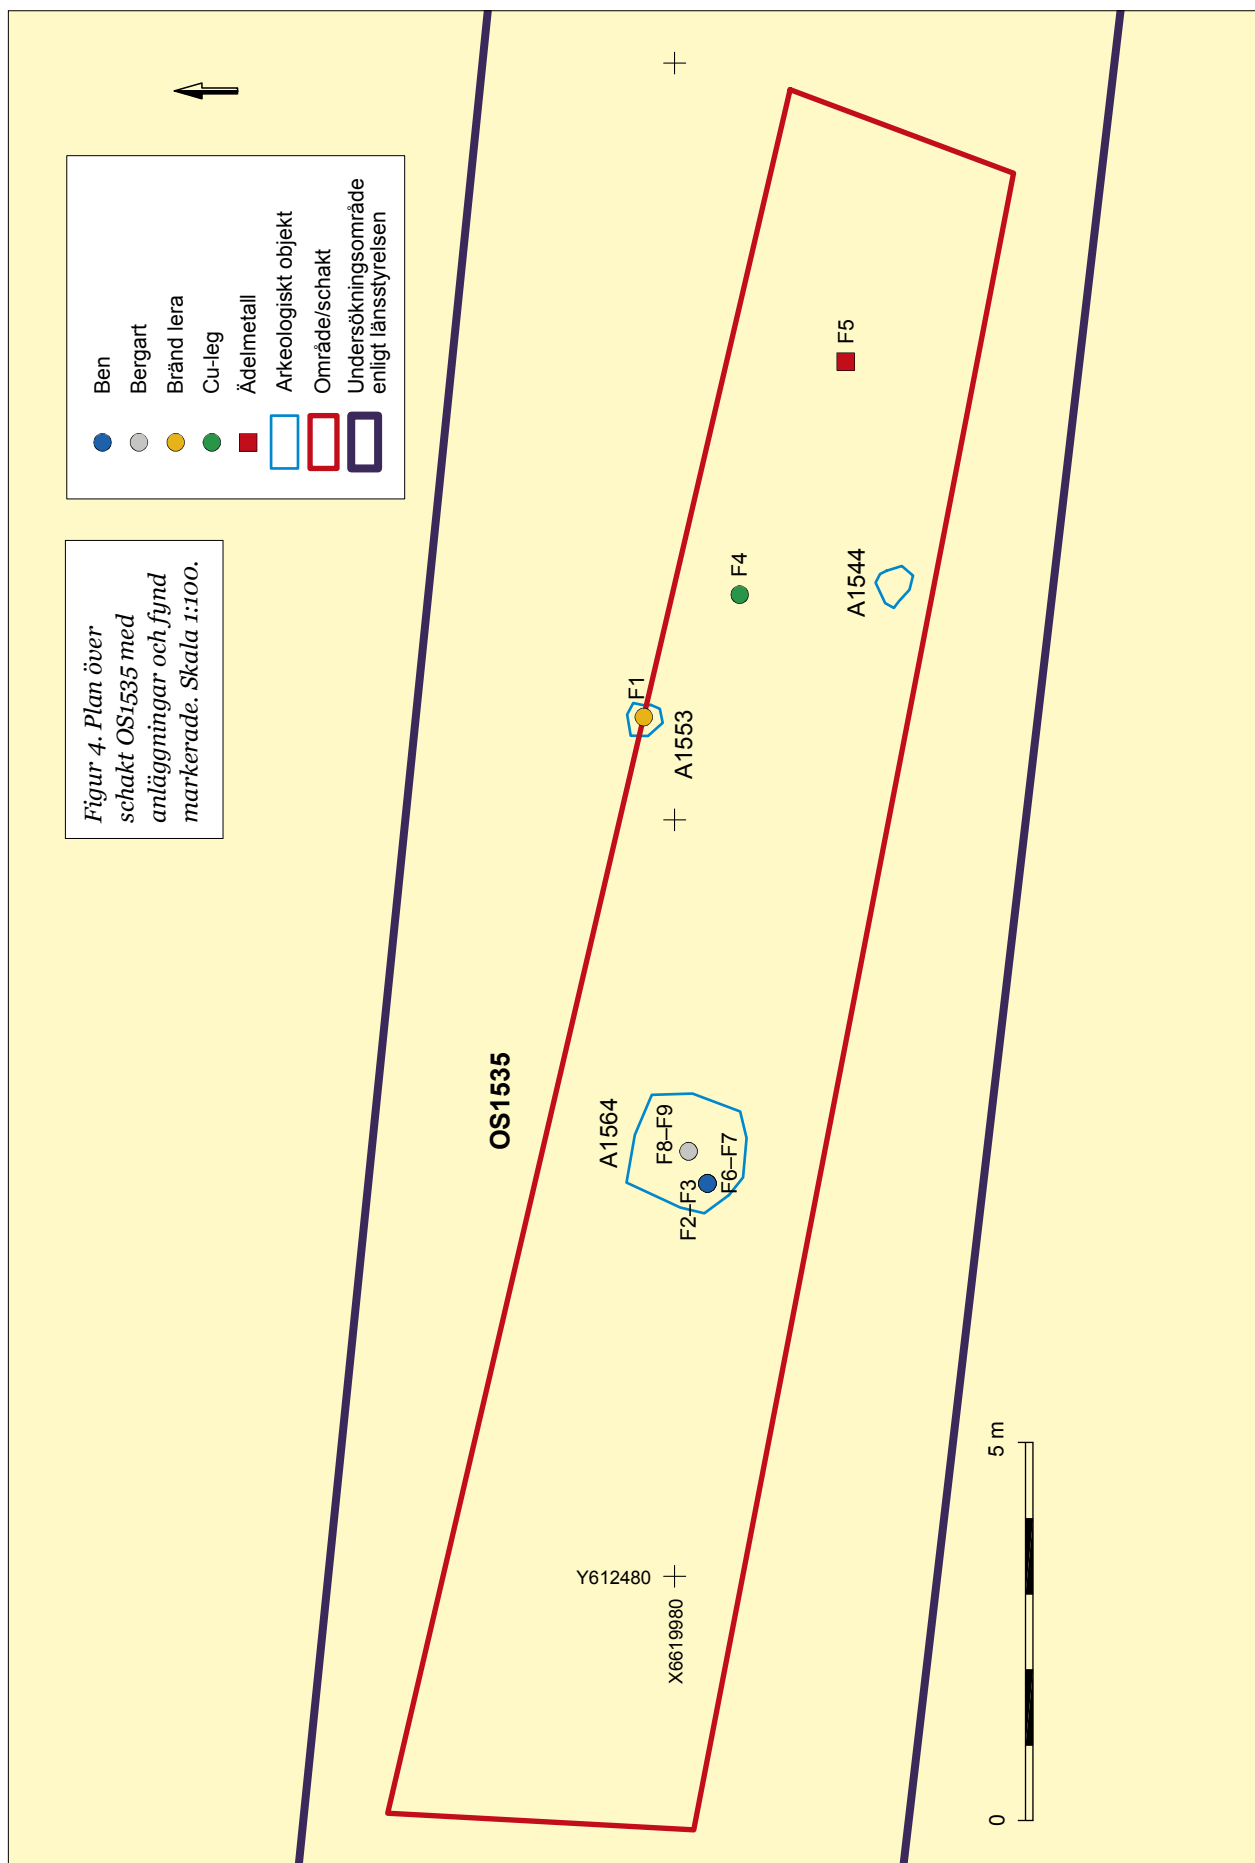 Figur 4. Plan över
schakt OS1535 med
anläggningar och fynd
markerade. Skala 1:100.
Ben
Bergart
Bränd lera
Cu-leg
Ädelmetall
Arkeologiskt objekt
Område/schakt
Undersökningsområde
enligt länsstyrelsen
OS1535
A1564
F8–F9
F2–F3
F6–F7
F1
A1553
F4
F5
A1544
Y612480
X6619980
0
5 m